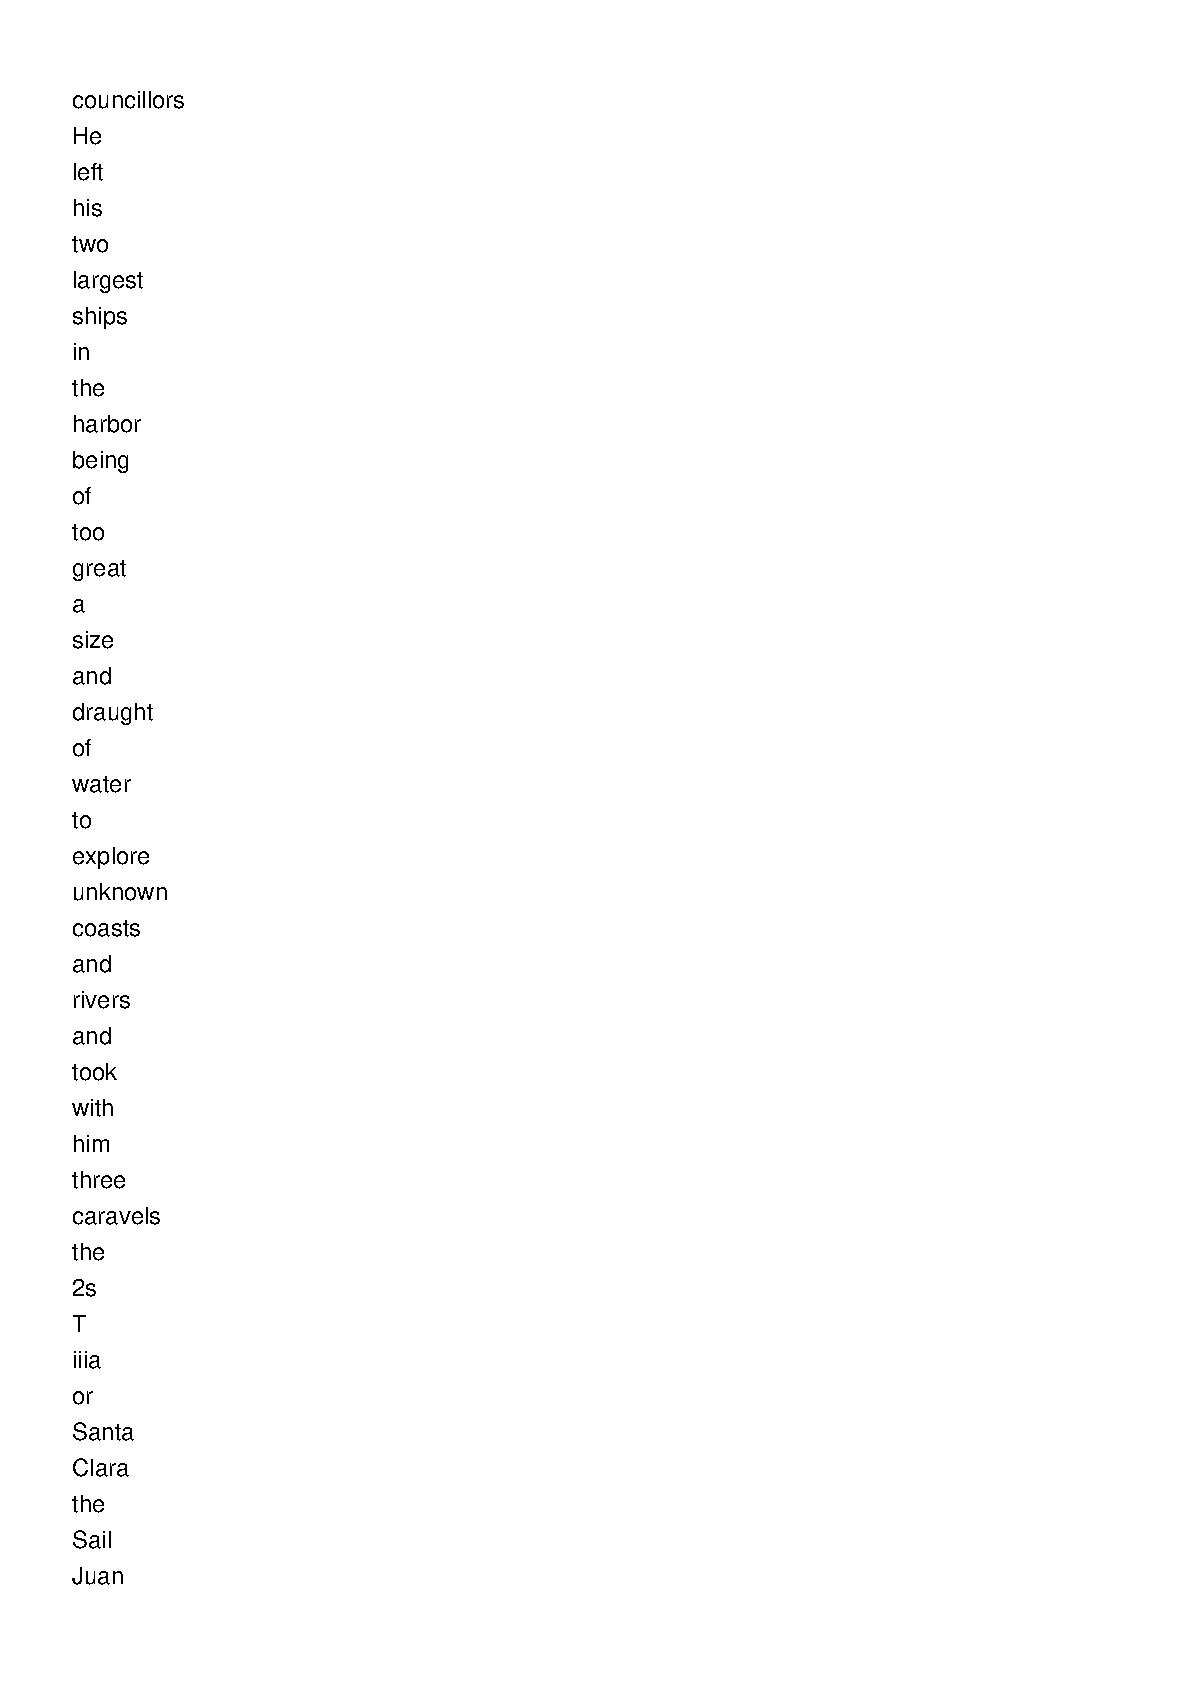 councillors
He
left
his
two
largest
ships
in
the
harbor
being
of
too
great
a
size
and
draught
of
water
to
explore
unknown
coasts
and
rivers
and
took
with
him
three
caravels
the
2s
T
iiia
or
Santa
Clara
the
Sail
Juan